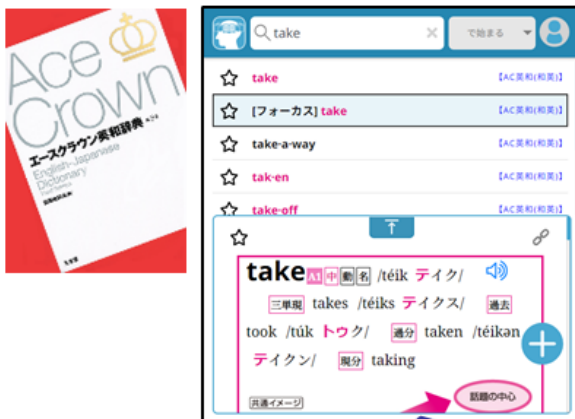 Ace
Crown
エースクラウン英和辞典
English-Japanese
Dictionary
take
で始まる
take 【AC英和(和英)】
[フォーカス] take 【AC英和(和英)】
take·a·way 【AC英和(和英)】
tak·en 【AC英和(和英)】
take-off 【AC英和(和英)】
take A1 中 動 名 /téik テイク/
三単現 takes /téiks テイクス/ 過去
took /túk トゥク/ 過分 taken /téikən
テイクン/ 現分 taking
共通イメージ
話題の中心